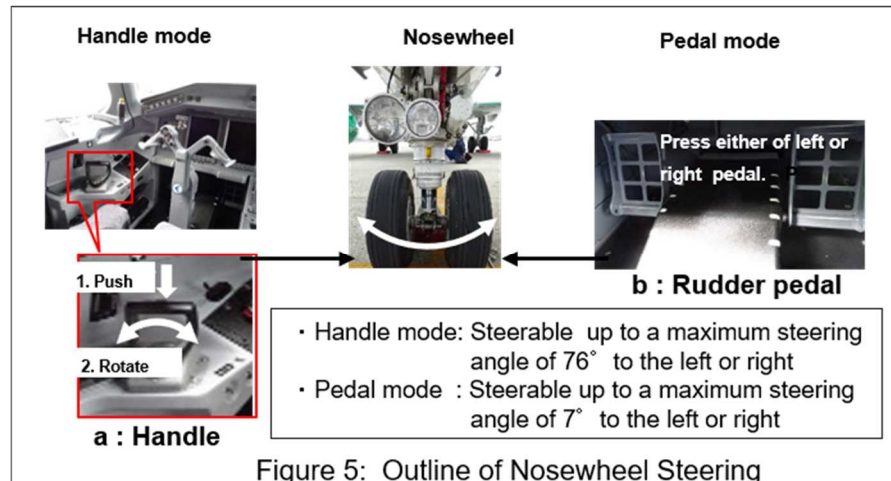 Handle mode
Nosewheel
Pedal mode
Press either of left or
right pedal.
1. Push
2. Rotate
a : Handle
b : Rudder pedal
・Handle mode: Steerable up to a maximum steering
angle of 76° to the left or right
・Pedal mode : Steerable up to a maximum steering
angle of 7° to the left or right
Figure 5: Outline of Nosewheel Steering